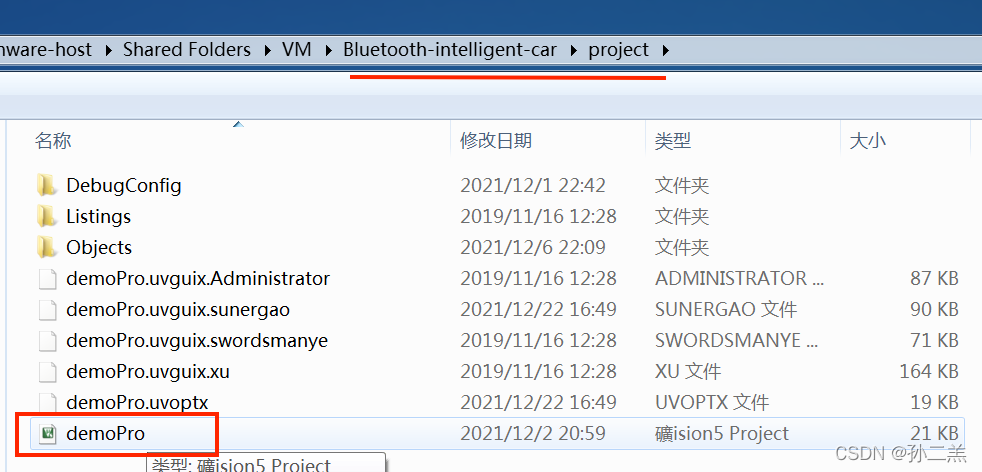 nware-host ▸ Shared Folders ▸ VM ▸ Bluetooth-intelligent-car ▸ project ▸
名称 修改日期 类型 大小
DebugConfig 2021/12/1 22:42 文件夹
Listings 2019/11/16 12:28 文件夹
Objects 2021/12/6 22:09 文件夹
demoPro.uvguix.Administrator 2019/11/16 12:28 ADMINISTRATOR ... 87 KB
demoPro.uvguix.sunergao 2021/12/22 16:49 SUNERGAO 文件 90 KB
demoPro.uvguix.swordsmanye 2019/11/16 12:28 SWORDSMANYE ... 71 KB
demoPro.uvguix.xu 2019/11/16 12:28 XU 文件 164 KB
demoPro.uvoptx 2021/12/22 16:49 UVOPTX 文件 19 KB
demoPro 2021/12/2 20:59 礦ision5 Project 21 KB
类型: 礦ision5 Project
CSDN @孙二羔